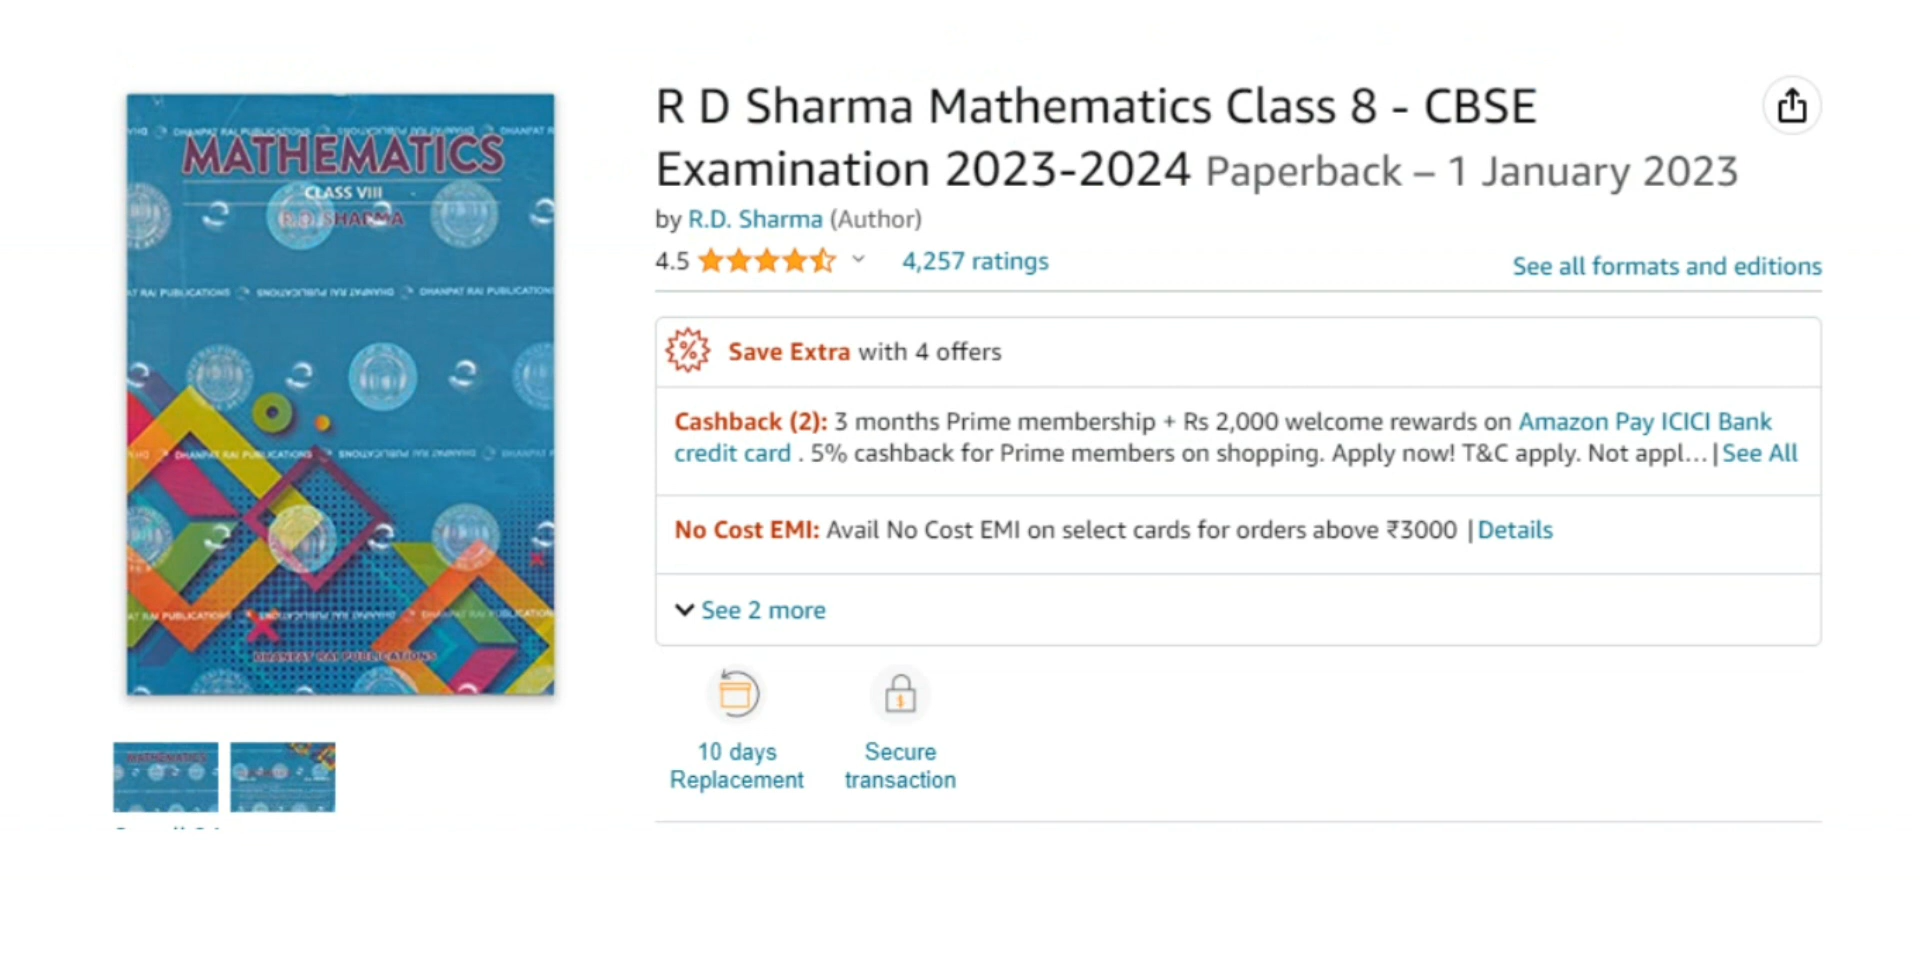 MATHEMATICS
CLASS VIII
R.D. SHARMA
DHANPAT RAI PUBLICATIONS
R D Sharma Mathematics Class 8 - CBSE
Examination 2023-2024 Paperback – 1 January 2023
by R.D. Sharma (Author)
4.5 4,257 ratings
See all formats and editions
Save Extra with 4 offers
Cashback (2): 3 months Prime membership + Rs 2,000 welcome rewards on Amazon Pay ICICI Bank
credit card . 5% cashback for Prime members on shopping. Apply now! T&C apply. Not appl... | See All
No Cost EMI: Avail No Cost EMI on select cards for orders above ₹3000 | Details
See 2 more
10 days
Replacement
Secure
transaction